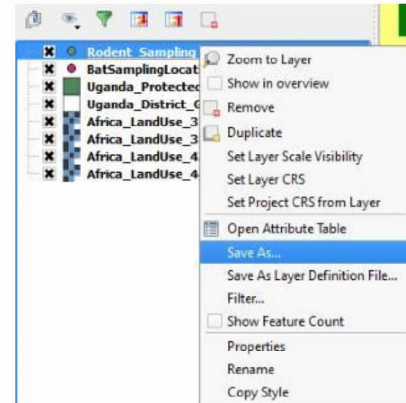 Rodent_Sampling
BatSamplingLocat
Uganda_Protected
Uganda_District_
Africa_LandUse_3
Africa_LandUse_3
Africa_LandUse_4
Africa_LandUse_4
Zoom to Layer
Show in overview
Remove
Duplicate
Set Layer Scale Visibility
Set Layer CRS
Set Project CRS from Layer
Open Attribute Table
Save As...
Save As Layer Definition File...
Filter...
Show Feature Count
Properties
Rename
Copy Style